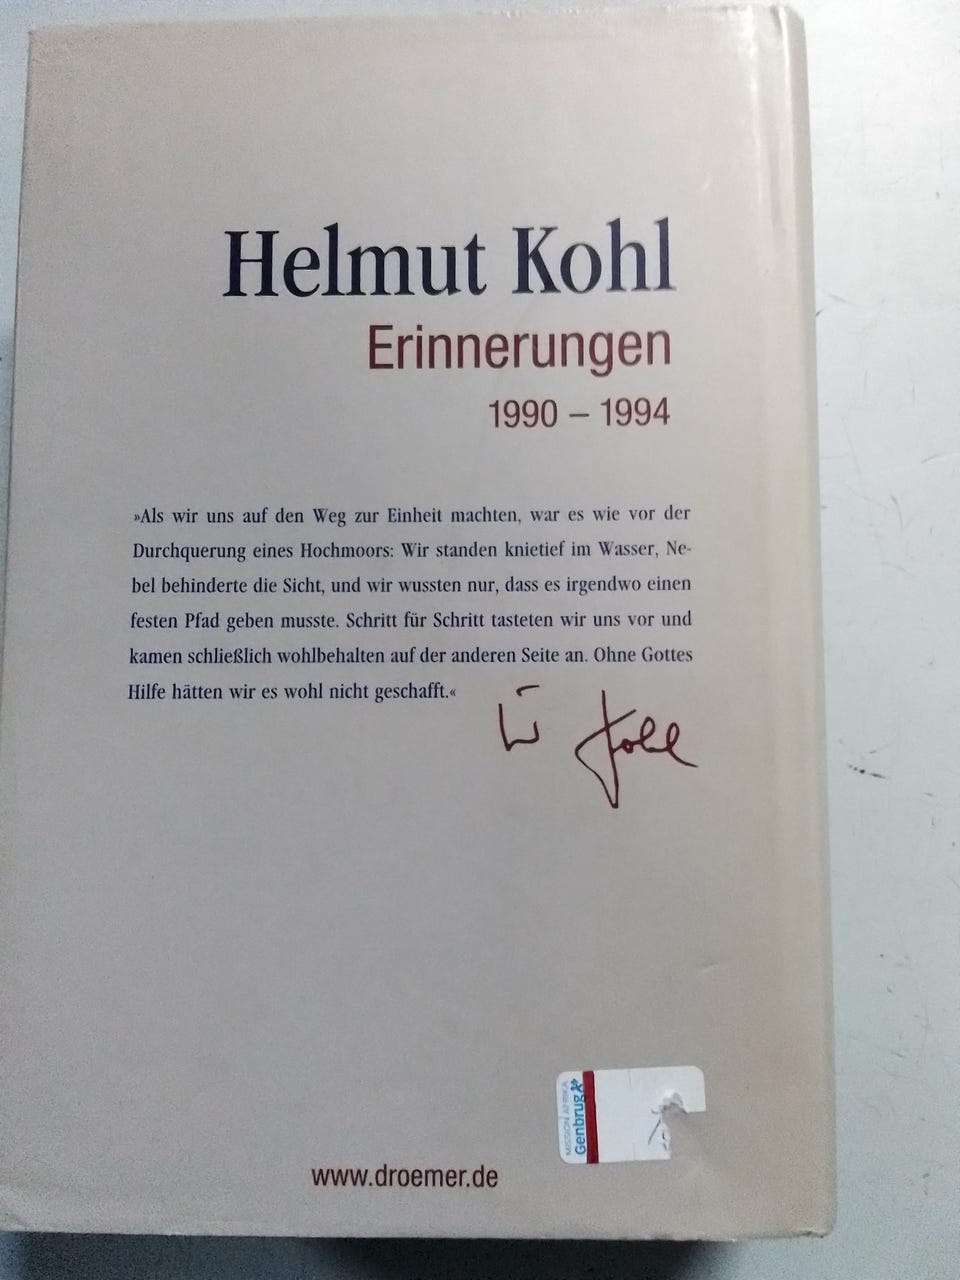 Helmut Kohl
Erinnerungen
1990 – 1994
»Als wir uns auf den Weg zur Einheit machten, war es wie vor der
Durchquerung eines Hochmoors: Wir standen knietief im Wasser, Ne-
bel behinderte die Sicht, und wir wussten nur, dass es irgendwo einen
festen Pfad geben musste. Schritt für Schritt tasteten wir uns vor und
kamen schließlich wohlbehalten auf der anderen Seite an. Ohne Gottes
Hilfe hätten wir es wohl nicht geschafft.«
Kohl
MISSION AFRIKA
Genbrug
www.droemer.de